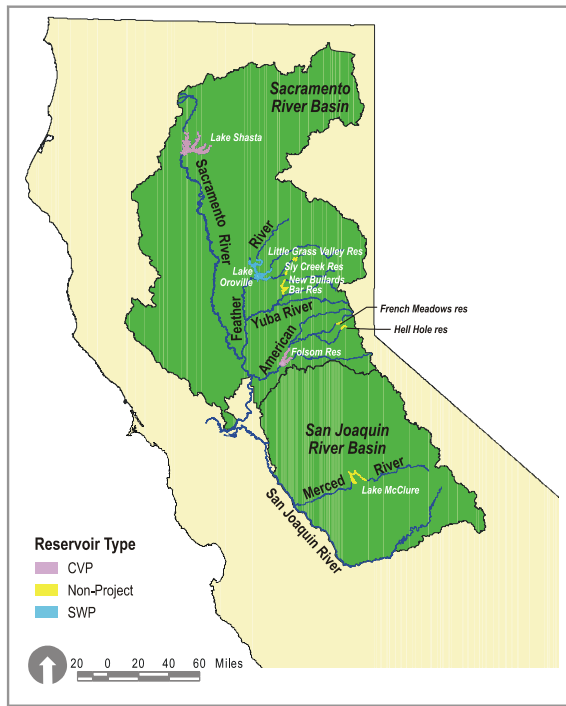 Sacramento
River Basin
Lake Shasta
Sacramento River
River
Little Grass Valley Res
Sly Creek Res
Lake
Oroville
New Bullards
Bar Res
Feather
Yuba River
French Meadows res
Hell Hole res
American
Folsom Res
San Joaquin
River Basin
Merced River
Lake McClure
San Joaquin River
Reservoir Type
CVP
Non-Project
SWP
20 0 20 40 60 Miles